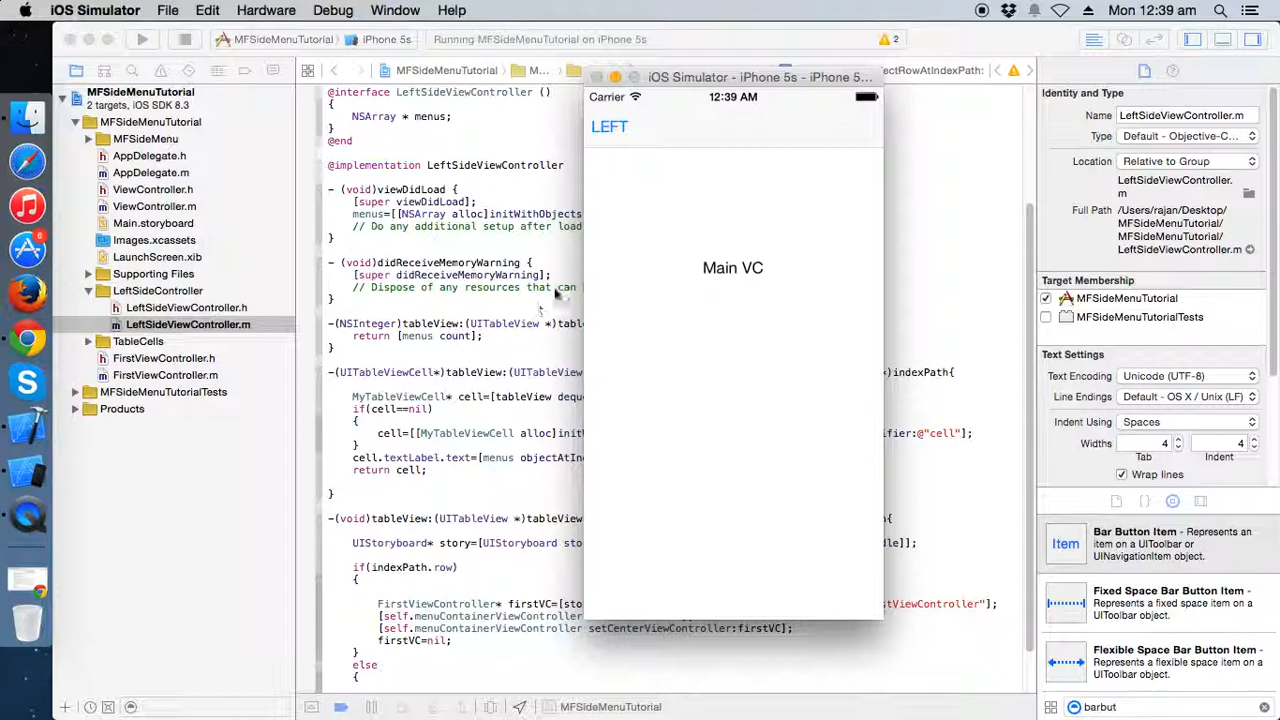 iOS Simulator File Edit Hardware Debug Window Help Mon 12:39 am
MFSideMenuTutorial iPhone 5s Running MFSideMenuTutorial on iPhone 5s 2
MFSideMenuTutorial M... ectRowAtIndexPath:
MFSideMenuTutorial
2 targets, iOS SDK 8.3
MFSideMenuTutorial
MFSideMenu
AppDelegate.h
AppDelegate.m
ViewController.h
ViewController.m
Main.storyboard
Images.xcassets
LaunchScreen.xib
Supporting Files
LeftSideController
LeftSideViewController.h
LeftSideViewController.m
TableCells
FirstViewController.h
FirstViewController.m
MFSideMenuTutorialTests
Products
@interface LeftSideViewController ()
{
NSArray * menus;
}
@end
@implementation LeftSideViewController
- (void)viewDidLoad {
[super viewDidLoad];
menus=[[NSArray alloc]initWithObjects
// Do any additional setup after load
}
- (void)didReceiveMemoryWarning {
[super didReceiveMemoryWarning];
// Dispose of any resources that can
}
-(NSInteger)tableView:(UITableView *)table
return [menus count];
}
-(UITableViewCell*)tableView:(UITableView *)indexPath{
MyTableViewCell* cell=[tableView deque
if(cell==nil)
{
cell=[[MyTableViewCell alloc]init ifier:@"cell"];
}
cell.textLabel.text=[menus objectAtInd
return cell;
}
-(void)tableView:(UITableView *)tableView {
UIStoryboard* story=[UIStoryboard sto le]];
if(indexPath.row)
{
FirstViewController* firstVC=[sto stViewController"];
[self.menuContainerViewController
[self.menuContainerViewController setCenterViewController:firstVC];
firstVC=nil;
}
else
{
iOS Simulator - iPhone 5s - iPhone 5...
Carrier 12:39 AM
LEFT
Main VC
Identity and Type
Name LeftSideViewController.m
Type Default - Objective-C...
Location Relative to Group
LeftSideViewController.
m
Full Path /Users/rajan/Desktop/
MFSideMenuTutorial/
MFSideMenuTutorial/
LeftSideViewController.m
Target Membership
MFSideMenuTutorial
MFSideMenuTutorialTests
Text Settings
Text Encoding Unicode (UTF-8)
Line Endings Default - OS X / Unix (LF)
Indent Using Spaces
Widths 4 4
Tab Indent
Wrap lines
Item
Bar Button Item - Represents an
item on a UIToolbar or
UINavigationItem object.
Fixed Space Bar Button Item -
Represents a fixed space item on a
UIToolbar object.
Flexible Space Bar Button Item -
Represents a flexible space item on a
UIToolbar object.
MFSideMenuTutorial
barbut